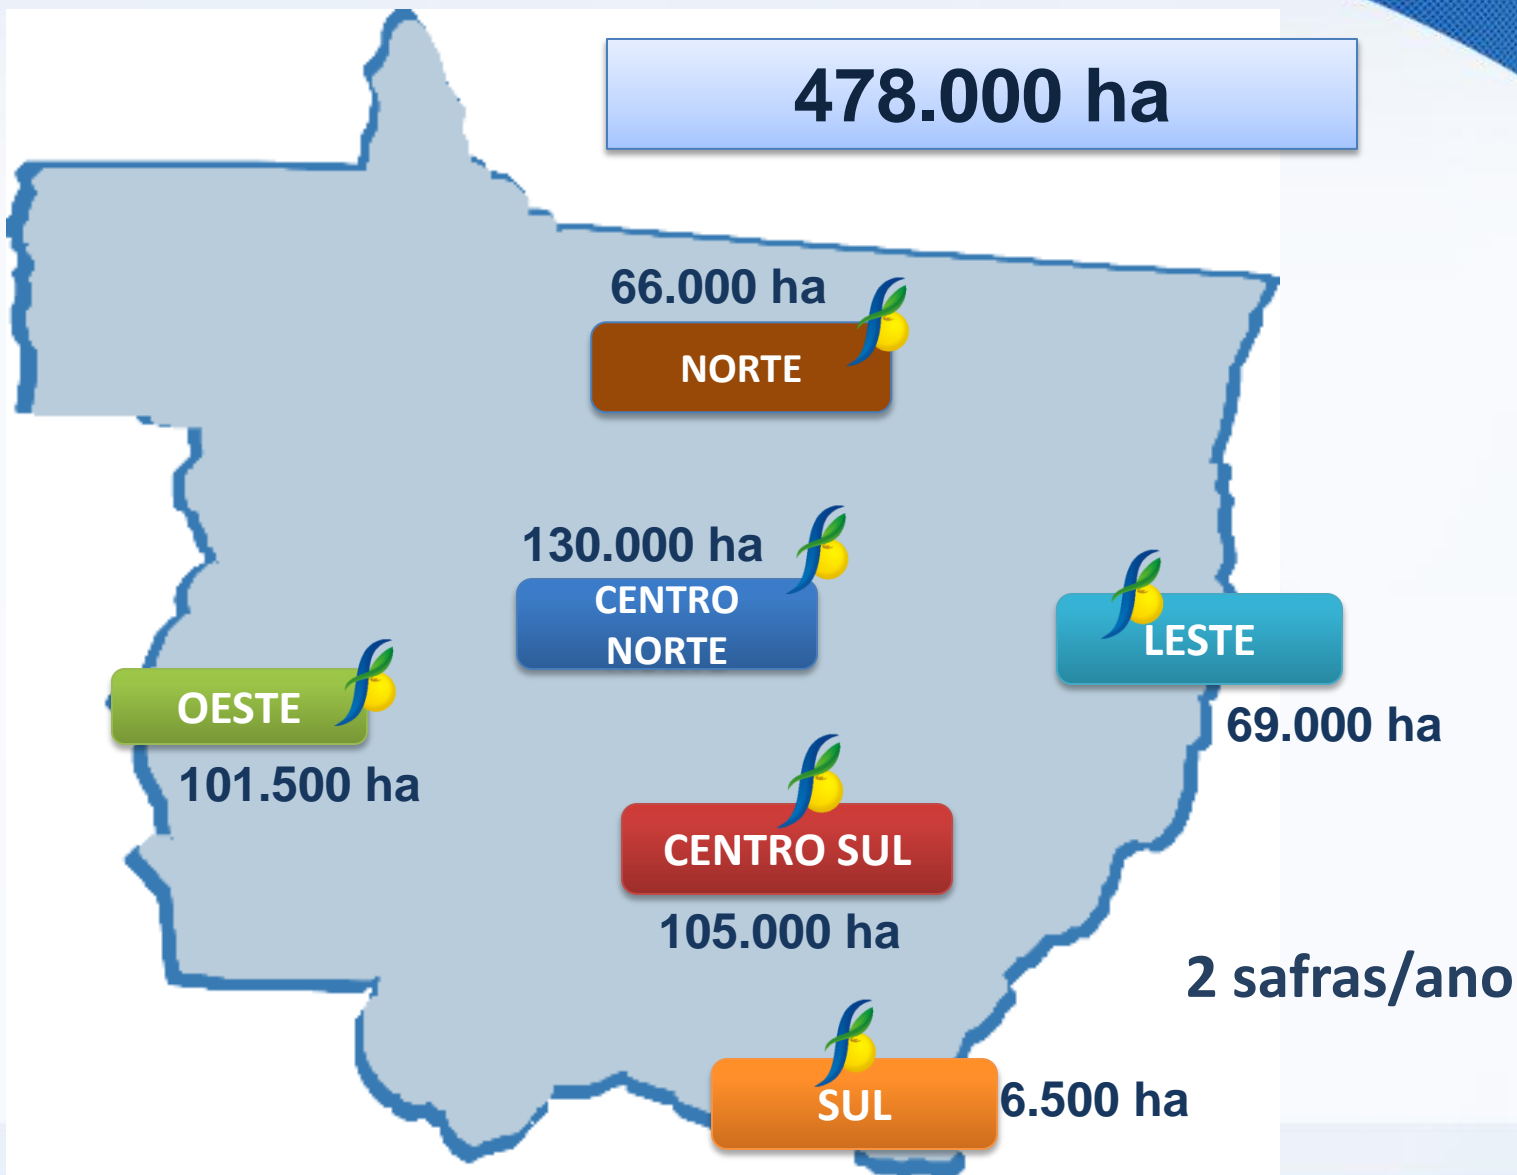 478.000 ha
66.000 ha
NORTE
130.000 ha
CENTRO
NORTE
LESTE
69.000 ha
OESTE
101.500 ha
CENTRO SUL
105.000 ha
2 safras/ano
SUL
6.500 ha